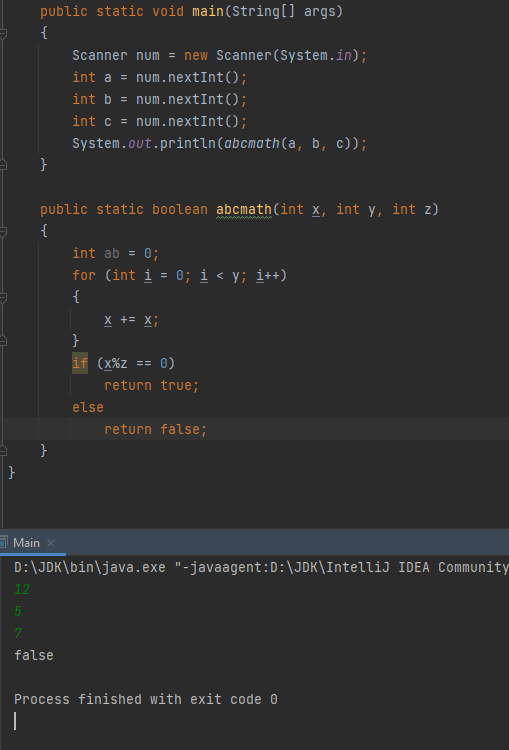 public static void main(String[] args)
{
Scanner num = new Scanner(System.in);
int a = num.nextInt();
int b = num.nextInt();
int c = num.nextInt();
System.out.println(abcmath(a, b, c));
}
public static boolean abcmath(int x, int y, int z)
{
int ab = 0;
for (int i = 0; i < y; i++)
{
x += x;
}
if (x%z == 0)
return true;
else
return false;
}
}
Main
D:\JDK\bin\java.exe "-javaagent:D:\JDK\IntelliJ IDEA Community
12
5
7
false
Process finished with exit code 0